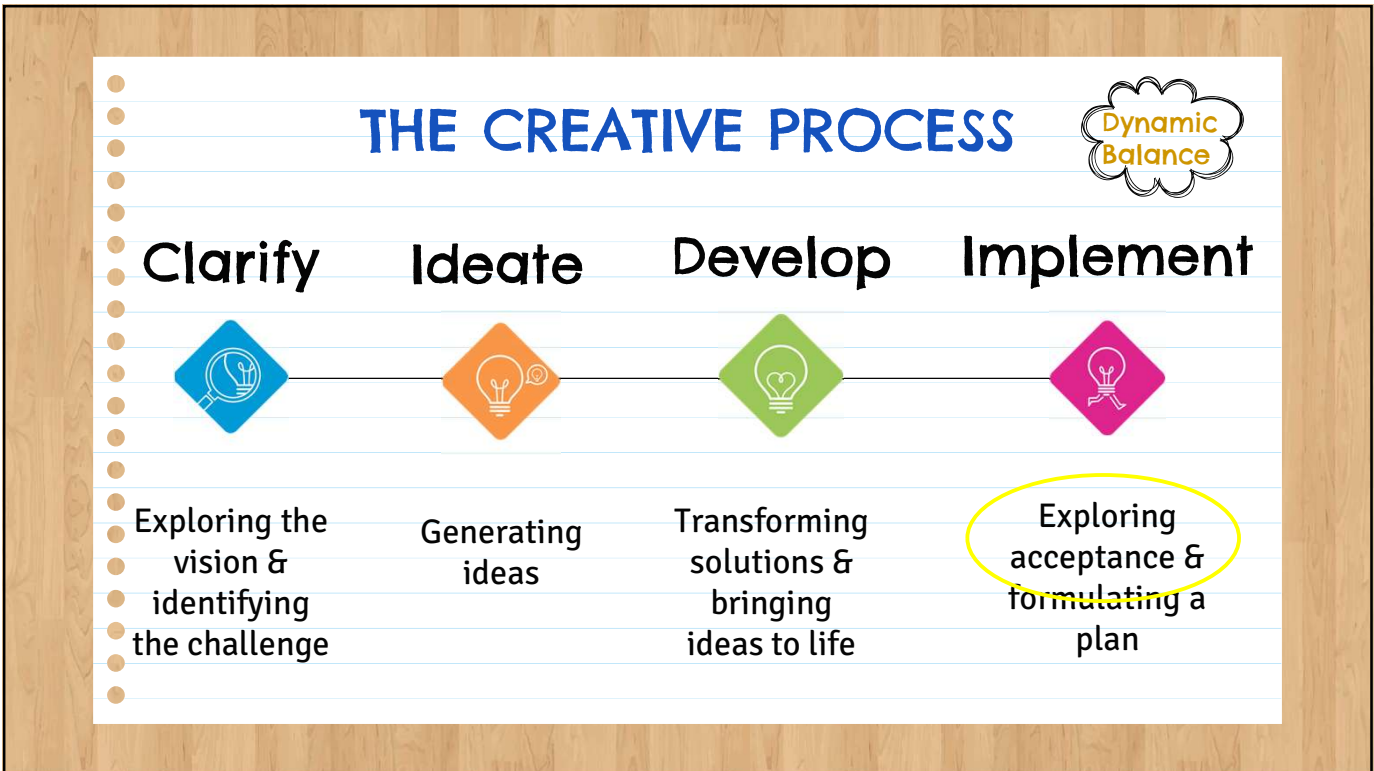 THE CREATIVE PROCESS
Dynamic
Balance
Clarify
Ideate
Develop
Implement
Exploring the
vision &
identifying
the challenge
Generating
ideas
Transforming
solutions &
bringing
ideas to life
Exploring
acceptance &
formulating a
plan